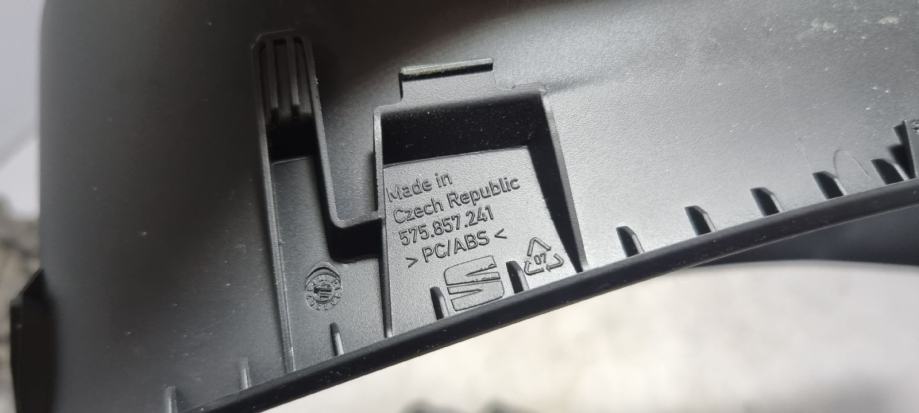 Made in
Czech Republic
575.857.241
> PC/ABS <
07